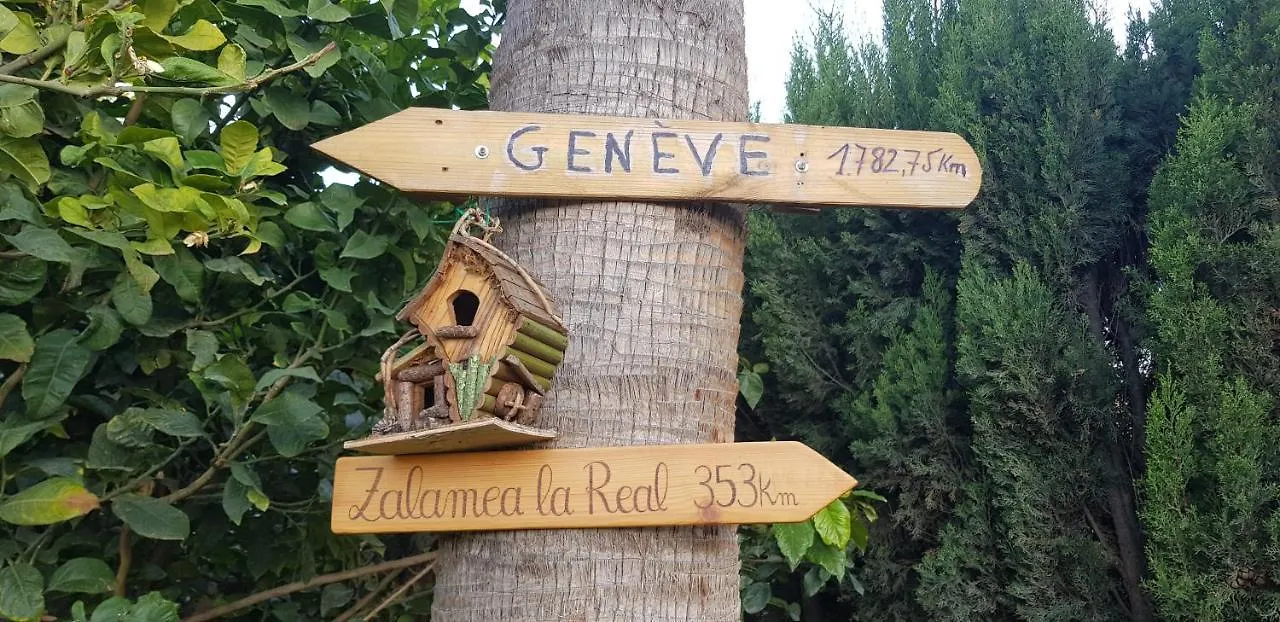 GENÈVE 1.782,75 Km
Zalamea la Real 353 Km